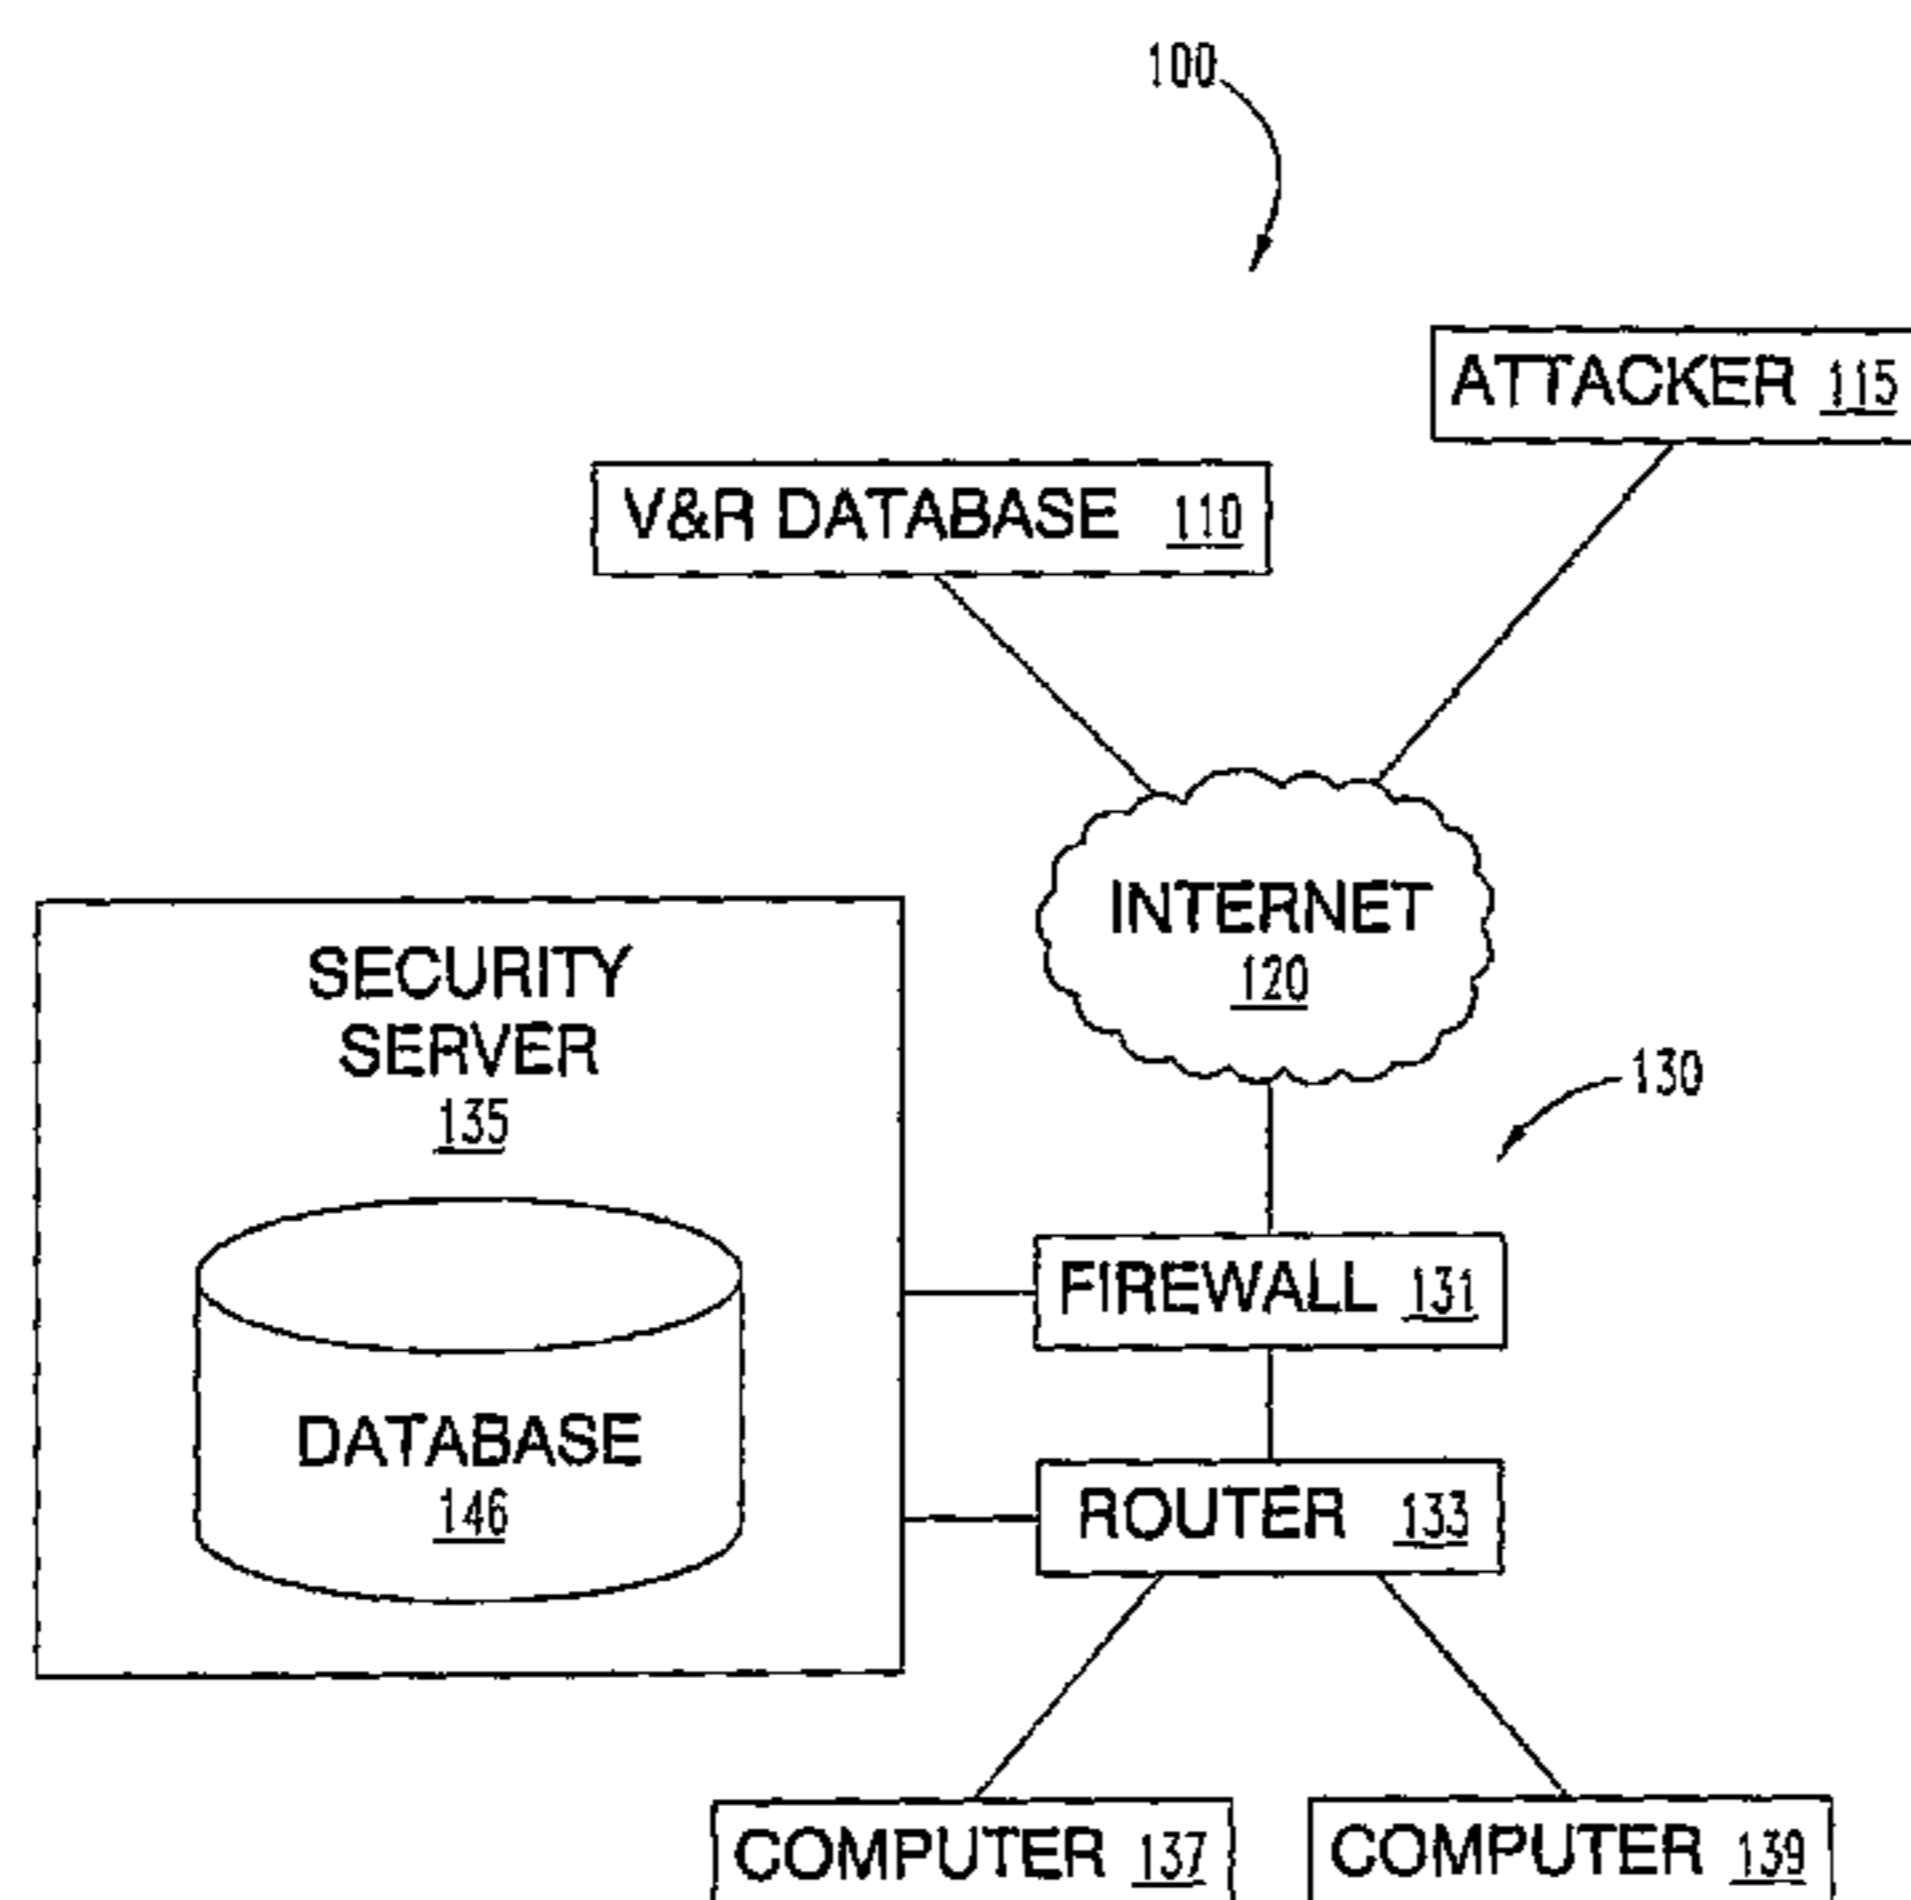 100
ATTACKER 115
V&R DATABASE 110
INTERNET
120
SECURITY
SERVER
135
130
FIREWALL 131
DATABASE
146
ROUTER 133
COMPUTER 137
COMPUTER 139